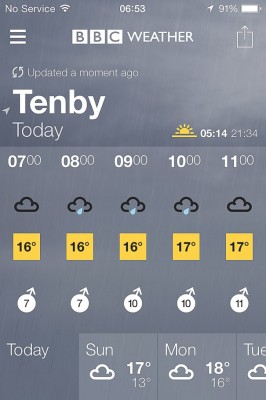 No Service 06:53 91%
BBC WEATHER
Updated a moment ago
Tenby
Today 05:14 21:34
0700 0800 0900 1000 1100
16° 16° 16° 17° 17°
7 7 10 10 11
Today Sun Mon Tue
17° 18°
13° 16°